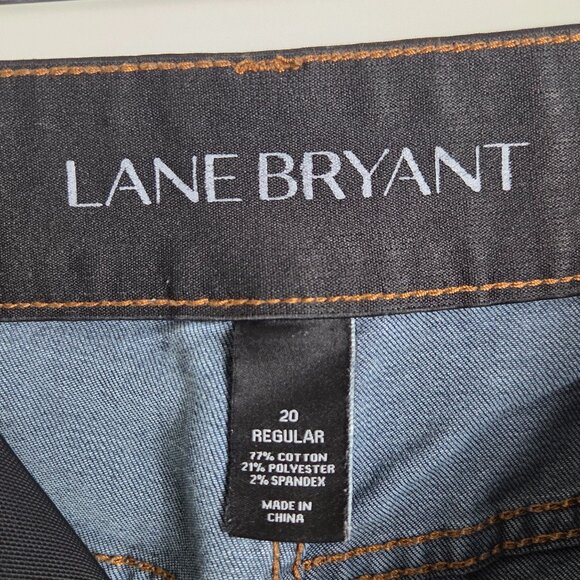 LANE BRYANT
20
REGULAR
77% COTTON
21% POLYESTER
2% SPANDEX
MADE IN
CHINA